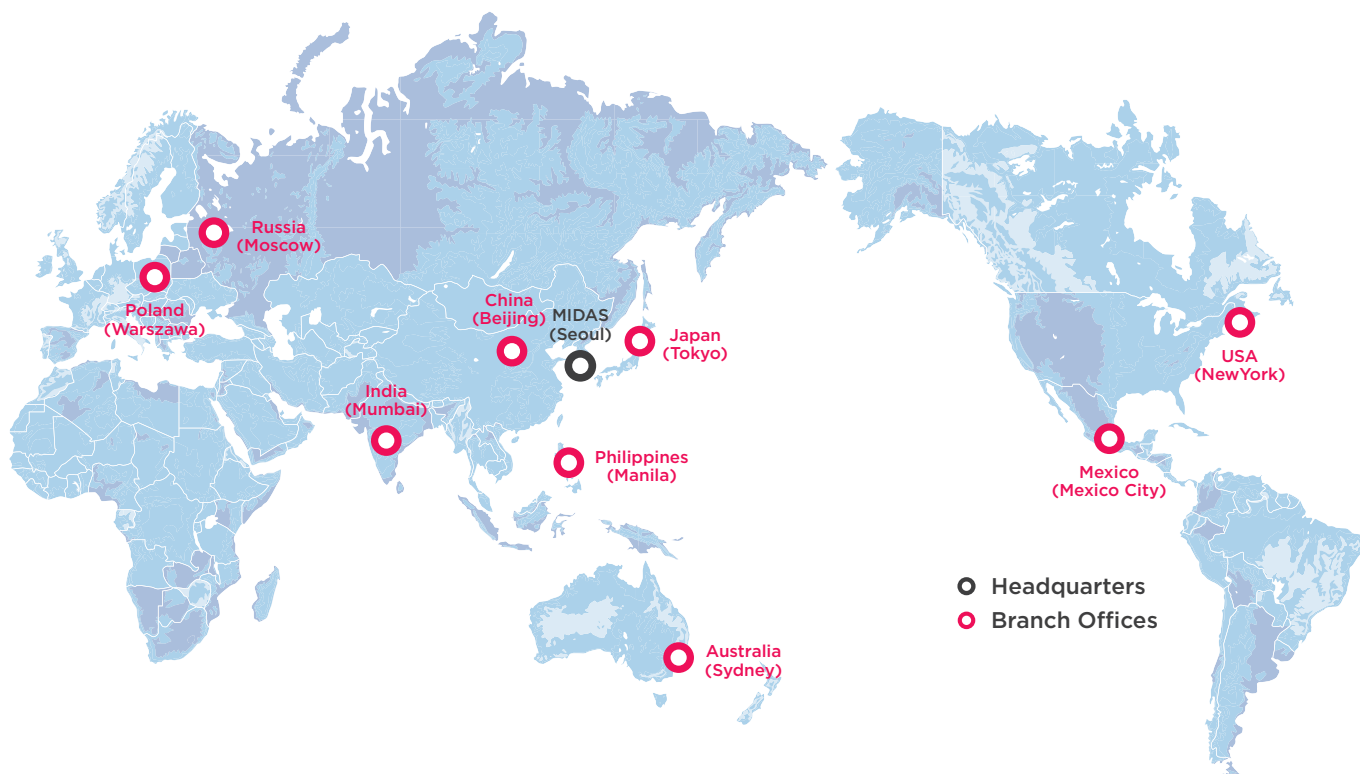 Russia
(Moscow)
Poland
(Warszawa)
China
(Beijing)
MIDAS
(Seoul)
Japan
(Tokyo)
India
(Mumbai)
Philippines
(Manila)
Australia
(Sydney)
USA
(NewYork)
Mexico
(Mexico City)
Headquarters
Branch Offices